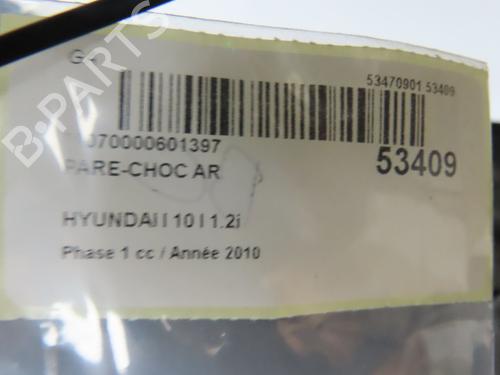 B-PARTS
53470901 53409
070000601397
53409
PARE-CHOC AR
HYUNDAI I 10 I 1.2i
Phase 1 cc / Année 2010